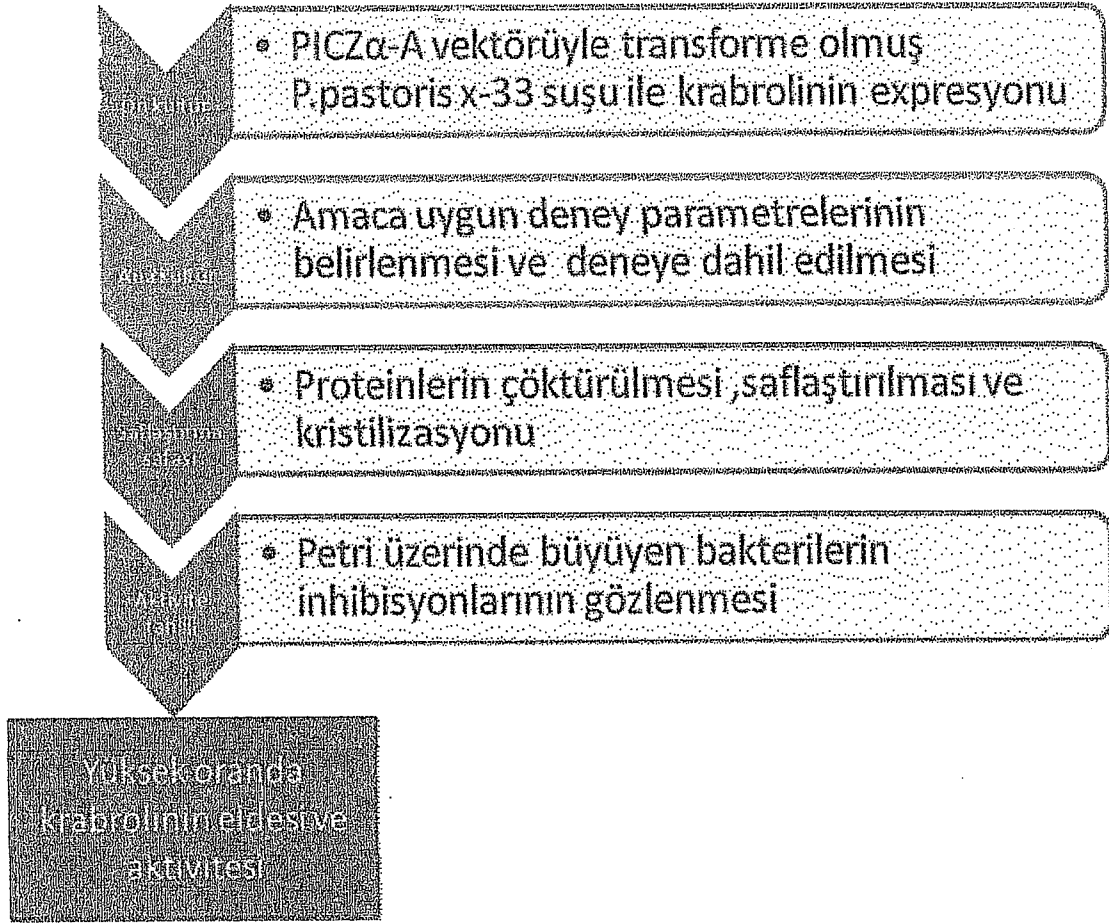 • PICZα-A vektörüyle transforme olmuş
P.pastoris x-33 suşu ile krabrolinin expresyonu
• Amaca uygun deney parametrelerinin
belirlenmesi ve deneye dahil edilmesi
• Proteinlerin çöktürülmesi ,saflaştırılması ve
kristilizasyonu
• Petri üzerinde büyüyen bakterilerin
inhibisyonlarının gözlenmesi
Yüksek oranda
krabrolinin eldesi ve
aktivitesi